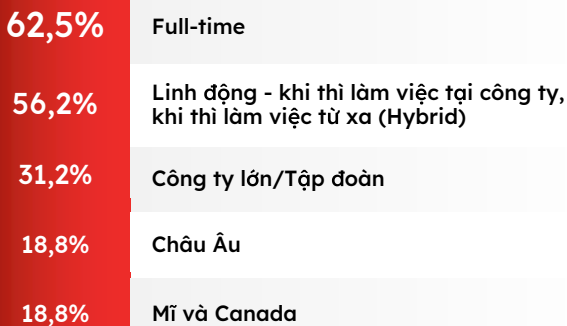 62,5% Full-time
56,2% Linh động - khi thì làm việc tại công ty,
khi thì làm việc từ xa (Hybrid)
31,2% Công ty lớn/Tập đoàn
18,8% Châu Âu
18,8% Mĩ và Canada